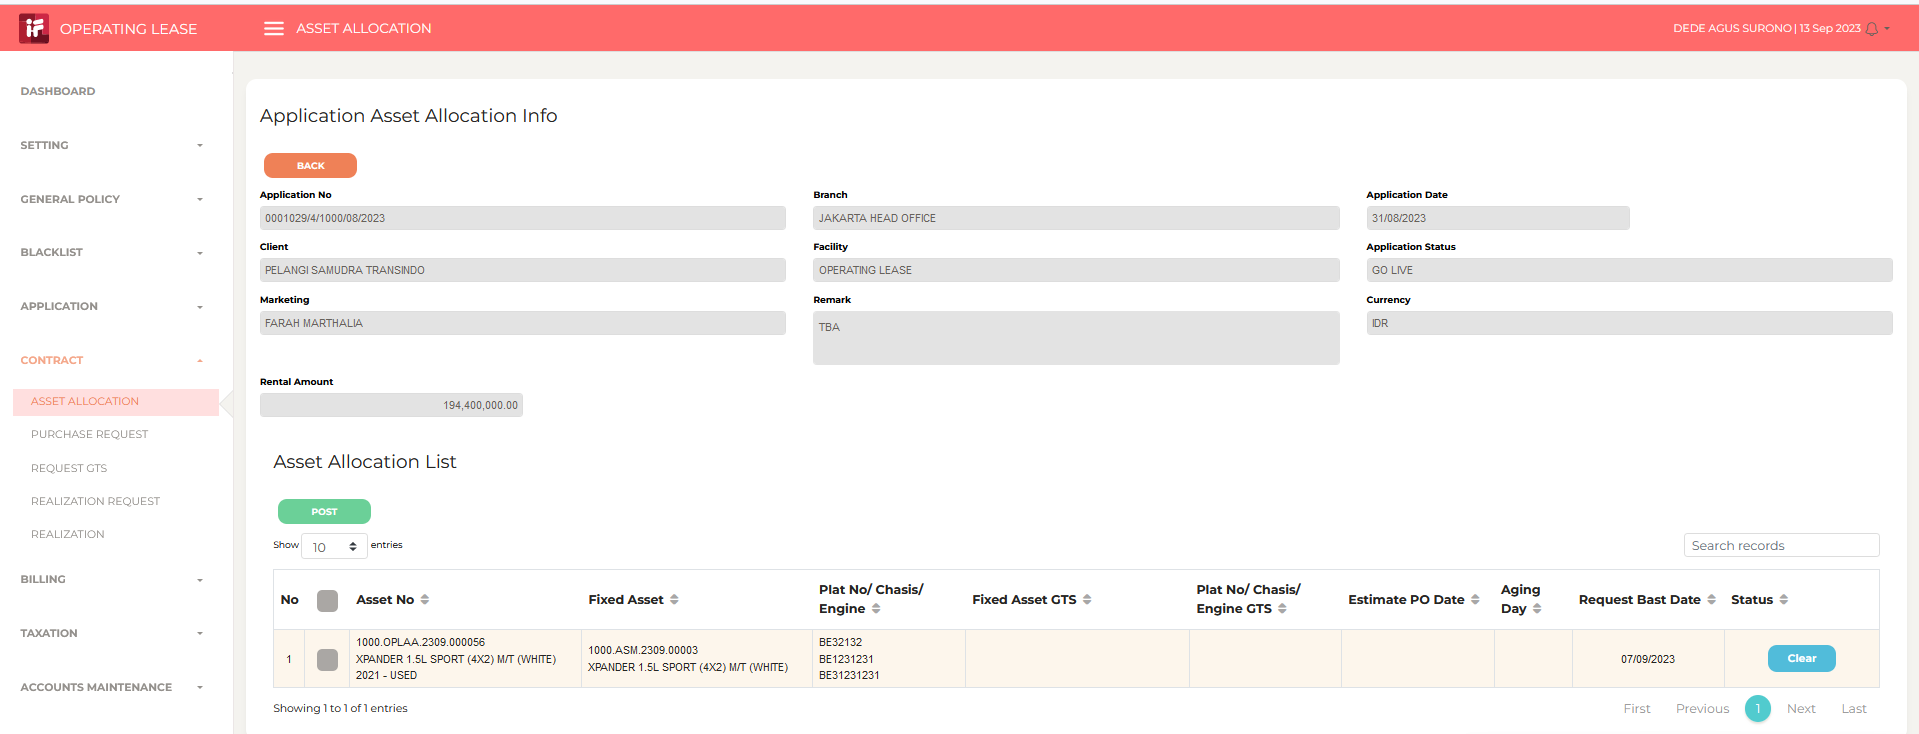 OPERATING LEASE
ASSET ALLOCATION
DEDE AGUS SURONO | 13 Sep 2023
DASHBOARD
SETTING
GENERAL POLICY
BLACKLIST
APPLICATION
CONTRACT
ASSET ALLOCATION
PURCHASE REQUEST
REQUEST GTS
REALIZATION REQUEST
REALIZATION
BILLING
TAXATION
ACCOUNTS MAINTENANCE
Application Asset Allocation Info
BACK
Application No
0001029/4/1000/08/2023
Branch
JAKARTA HEAD OFFICE
Application Date
31/08/2023
Client
PELANGI SAMUDRA TRANSINDO
Facility
OPERATING LEASE
Application Status
GO LIVE
Marketing
FARAH MARTHALIA
Remark
TBA
Currency
IDR
Rental Amount
194,400,000.00
Asset Allocation List
POST
Show 10 entries
Search records
No Asset No Fixed Asset Plat No/ Chasis/ Engine Fixed Asset GTS Plat No/ Chasis/ Engine GTS Estimate PO Date Aging Day Request Bast Date Status
1
1000.OPLAA.2309.000056
XPANDER 1.5L SPORT (4X2) M/T (WHITE)
2021 - USED
1000.ASM.2309.00003
XPANDER 1.5L SPORT (4X2) M/T (WHITE)
BE32132
BE1231231
BE31231231
07/09/2023
Clear
Showing 1 to 1 of 1 entries
First Previous 1 Next Last